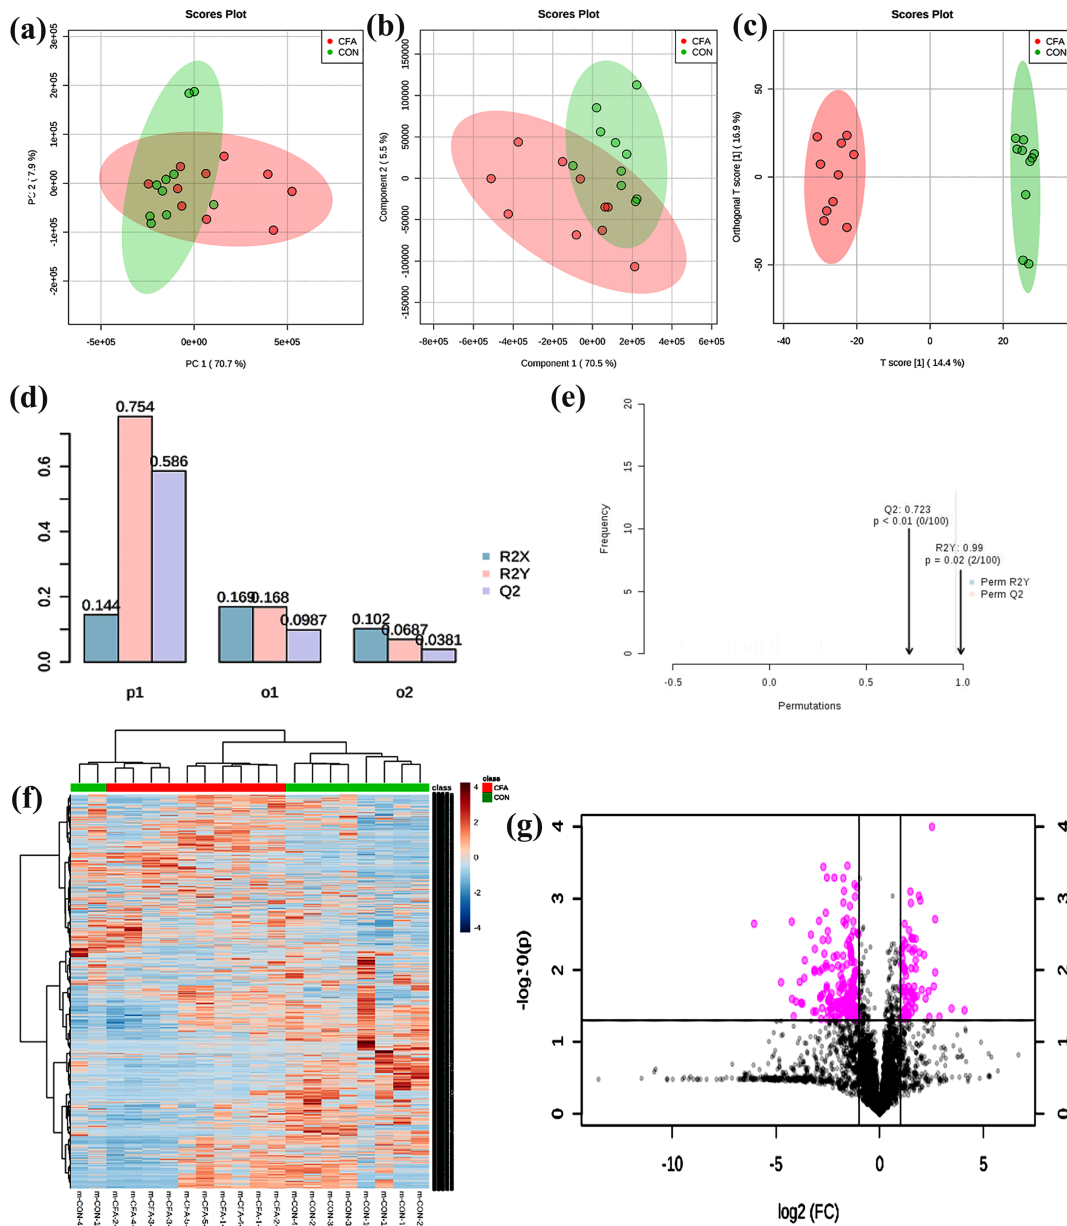 (a)
Scores Plot
CFA
CON
3e+05
2e+05
1e+05
0e+00
-1e+05
-2e+05
PC 2 ( 7.9 %)
-5e+05 0e+00 5e+05
PC 1 ( 70.7 %)
(b)
Scores Plot
CFA
CON
150000
100000
50000
0
-50000
-100000
-150000
Component 2 ( 5.5 %)
-8e+05 -6e+05 -4e+05 -2e+05 0e+00 2e+05 4e+05 6e+05
Component 1 ( 70.5 %)
(c)
Scores Plot
CFA
CON
50
0
-50
Orthogonal T score [1] ( 16.9 %)
-40 -20 0 20
T score [1] ( 14.4 %)
(d)
0.6
0.4
0.2
0.0
0.754
0.586
0.144
0.169 0.168
0.0987
0.102
0.0687
0.0381
p1 o1 o2
R2X
R2Y
Q2
(e)
20
15
10
5
0
Frequency
Q2: 0.723
p < 0.01 (0/100)
R2Y: 0.99
p = 0.02 (2/100)
Perm R2Y
Perm Q2
-0.5 0.0 0.5 1.0
Permutations
(f)
class
class
CFA
CON
4
2
0
-2
-4
(g)
4
3
2
1
0
-log10(p)
4
3
2
1
0
-10 -5 0 5
log2 (FC)